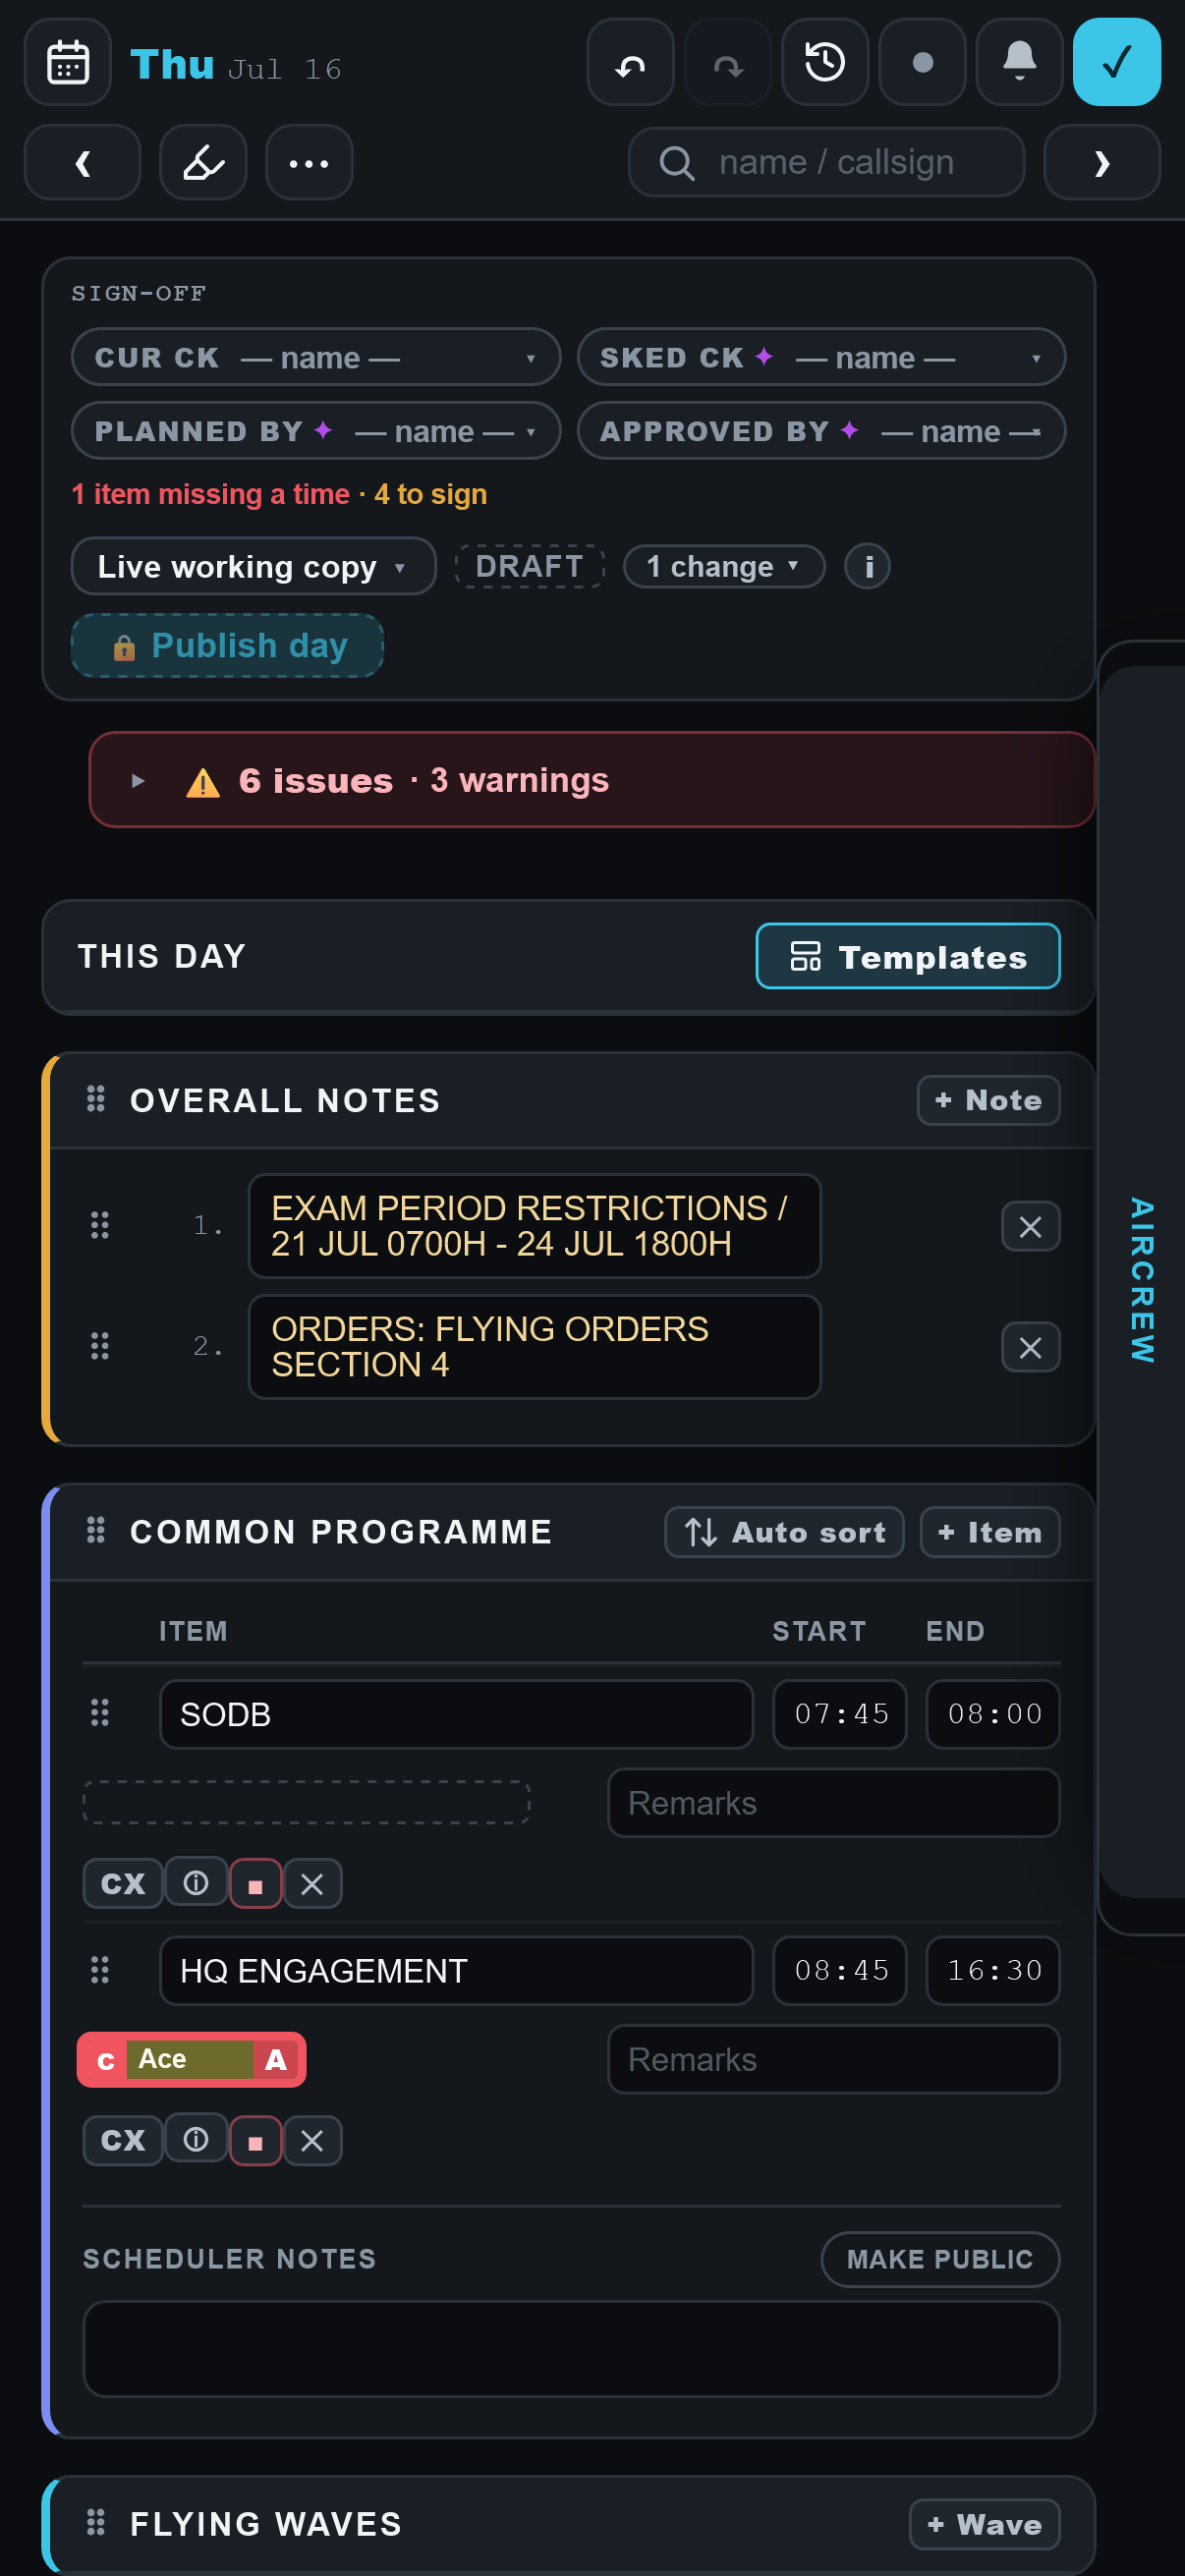 Thu Jul 16
name / callsign
SIGN-OFF
CUR CK — name —
SKED CK ✦ — name —
PLANNED BY ✦ — name —
APPROVED BY ✦ — name —
1 item missing a time · 4 to sign
Live working copy
DRAFT
1 change
i
Publish day
6 issues · 3 warnings
THIS DAY
Templates
AIRCREW
OVERALL NOTES
+ Note
1. EXAM PERIOD RESTRICTIONS /
21 JUL 0700H - 24 JUL 1800H
2. ORDERS: FLYING ORDERS
SECTION 4
COMMON PROGRAMME
Auto sort
+ Item
ITEM START END
SODB 07:45 08:00
Remarks
CX
HQ ENGAGEMENT 08:45 16:30
c Ace A
Remarks
CX
SCHEDULER NOTES
MAKE PUBLIC
FLYING WAVES
+ Wave